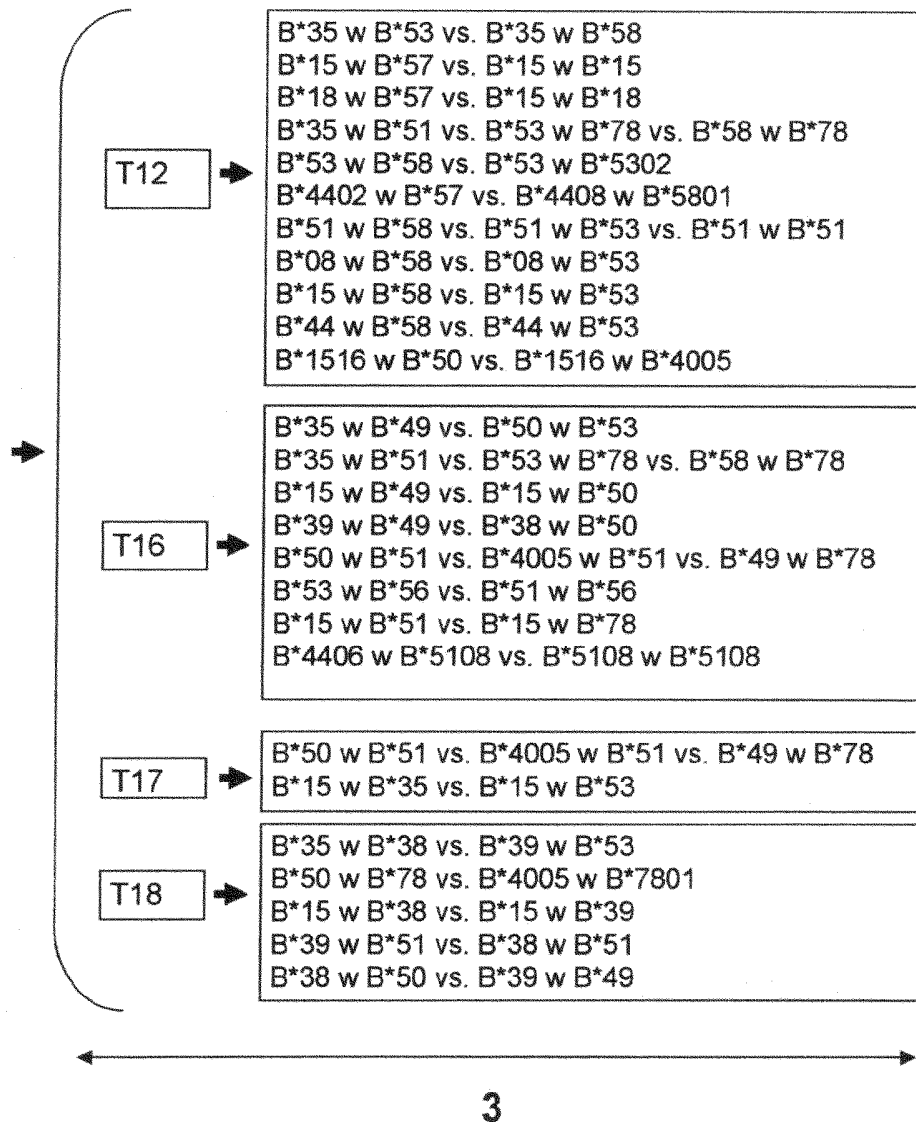 T12
B*35 w B*53 vs. B*35 w B*58
B*15 w B*57 vs. B*15 w B*15
B*18 w B*57 vs. B*15 w B*18
B*35 w B*51 vs. B*53 w B*78 vs. B*58 w B*78
B*53 w B*58 vs. B*53 w B*5302
B*4402 w B*57 vs. B*4408 w B*5801
B*51 w B*58 vs. B*51 w B*53 vs. B*51 w B*51
B*08 w B*58 vs. B*08 w B*53
B*15 w B*58 vs. B*15 w B*53
B*44 w B*58 vs. B*44 w B*53
B*1516 w B*50 vs. B*1516 w B*4005
T16
B*35 w B*49 vs. B*50 w B*53
B*35 w B*51 vs. B*53 w B*78 vs. B*58 w B*78
B*15 w B*49 vs. B*15 w B*50
B*39 w B*49 vs. B*38 w B*50
B*50 w B*51 vs. B*4005 w B*51 vs. B*49 w B*78
B*53 w B*56 vs. B*51 w B*56
B*15 w B*51 vs. B*15 w B*78
B*4406 w B*5108 vs. B*5108 w B*5108
T17
B*50 w B*51 vs. B*4005 w B*51 vs. B*49 w B*78
B*15 w B*35 vs. B*15 w B*53
T18
B*35 w B*38 vs. B*39 w B*53
B*50 w B*78 vs. B*4005 w B*7801
B*15 w B*38 vs. B*15 w B*39
B*39 w B*51 vs. B*38 w B*51
B*38 w B*50 vs. B*39 w B*49
3